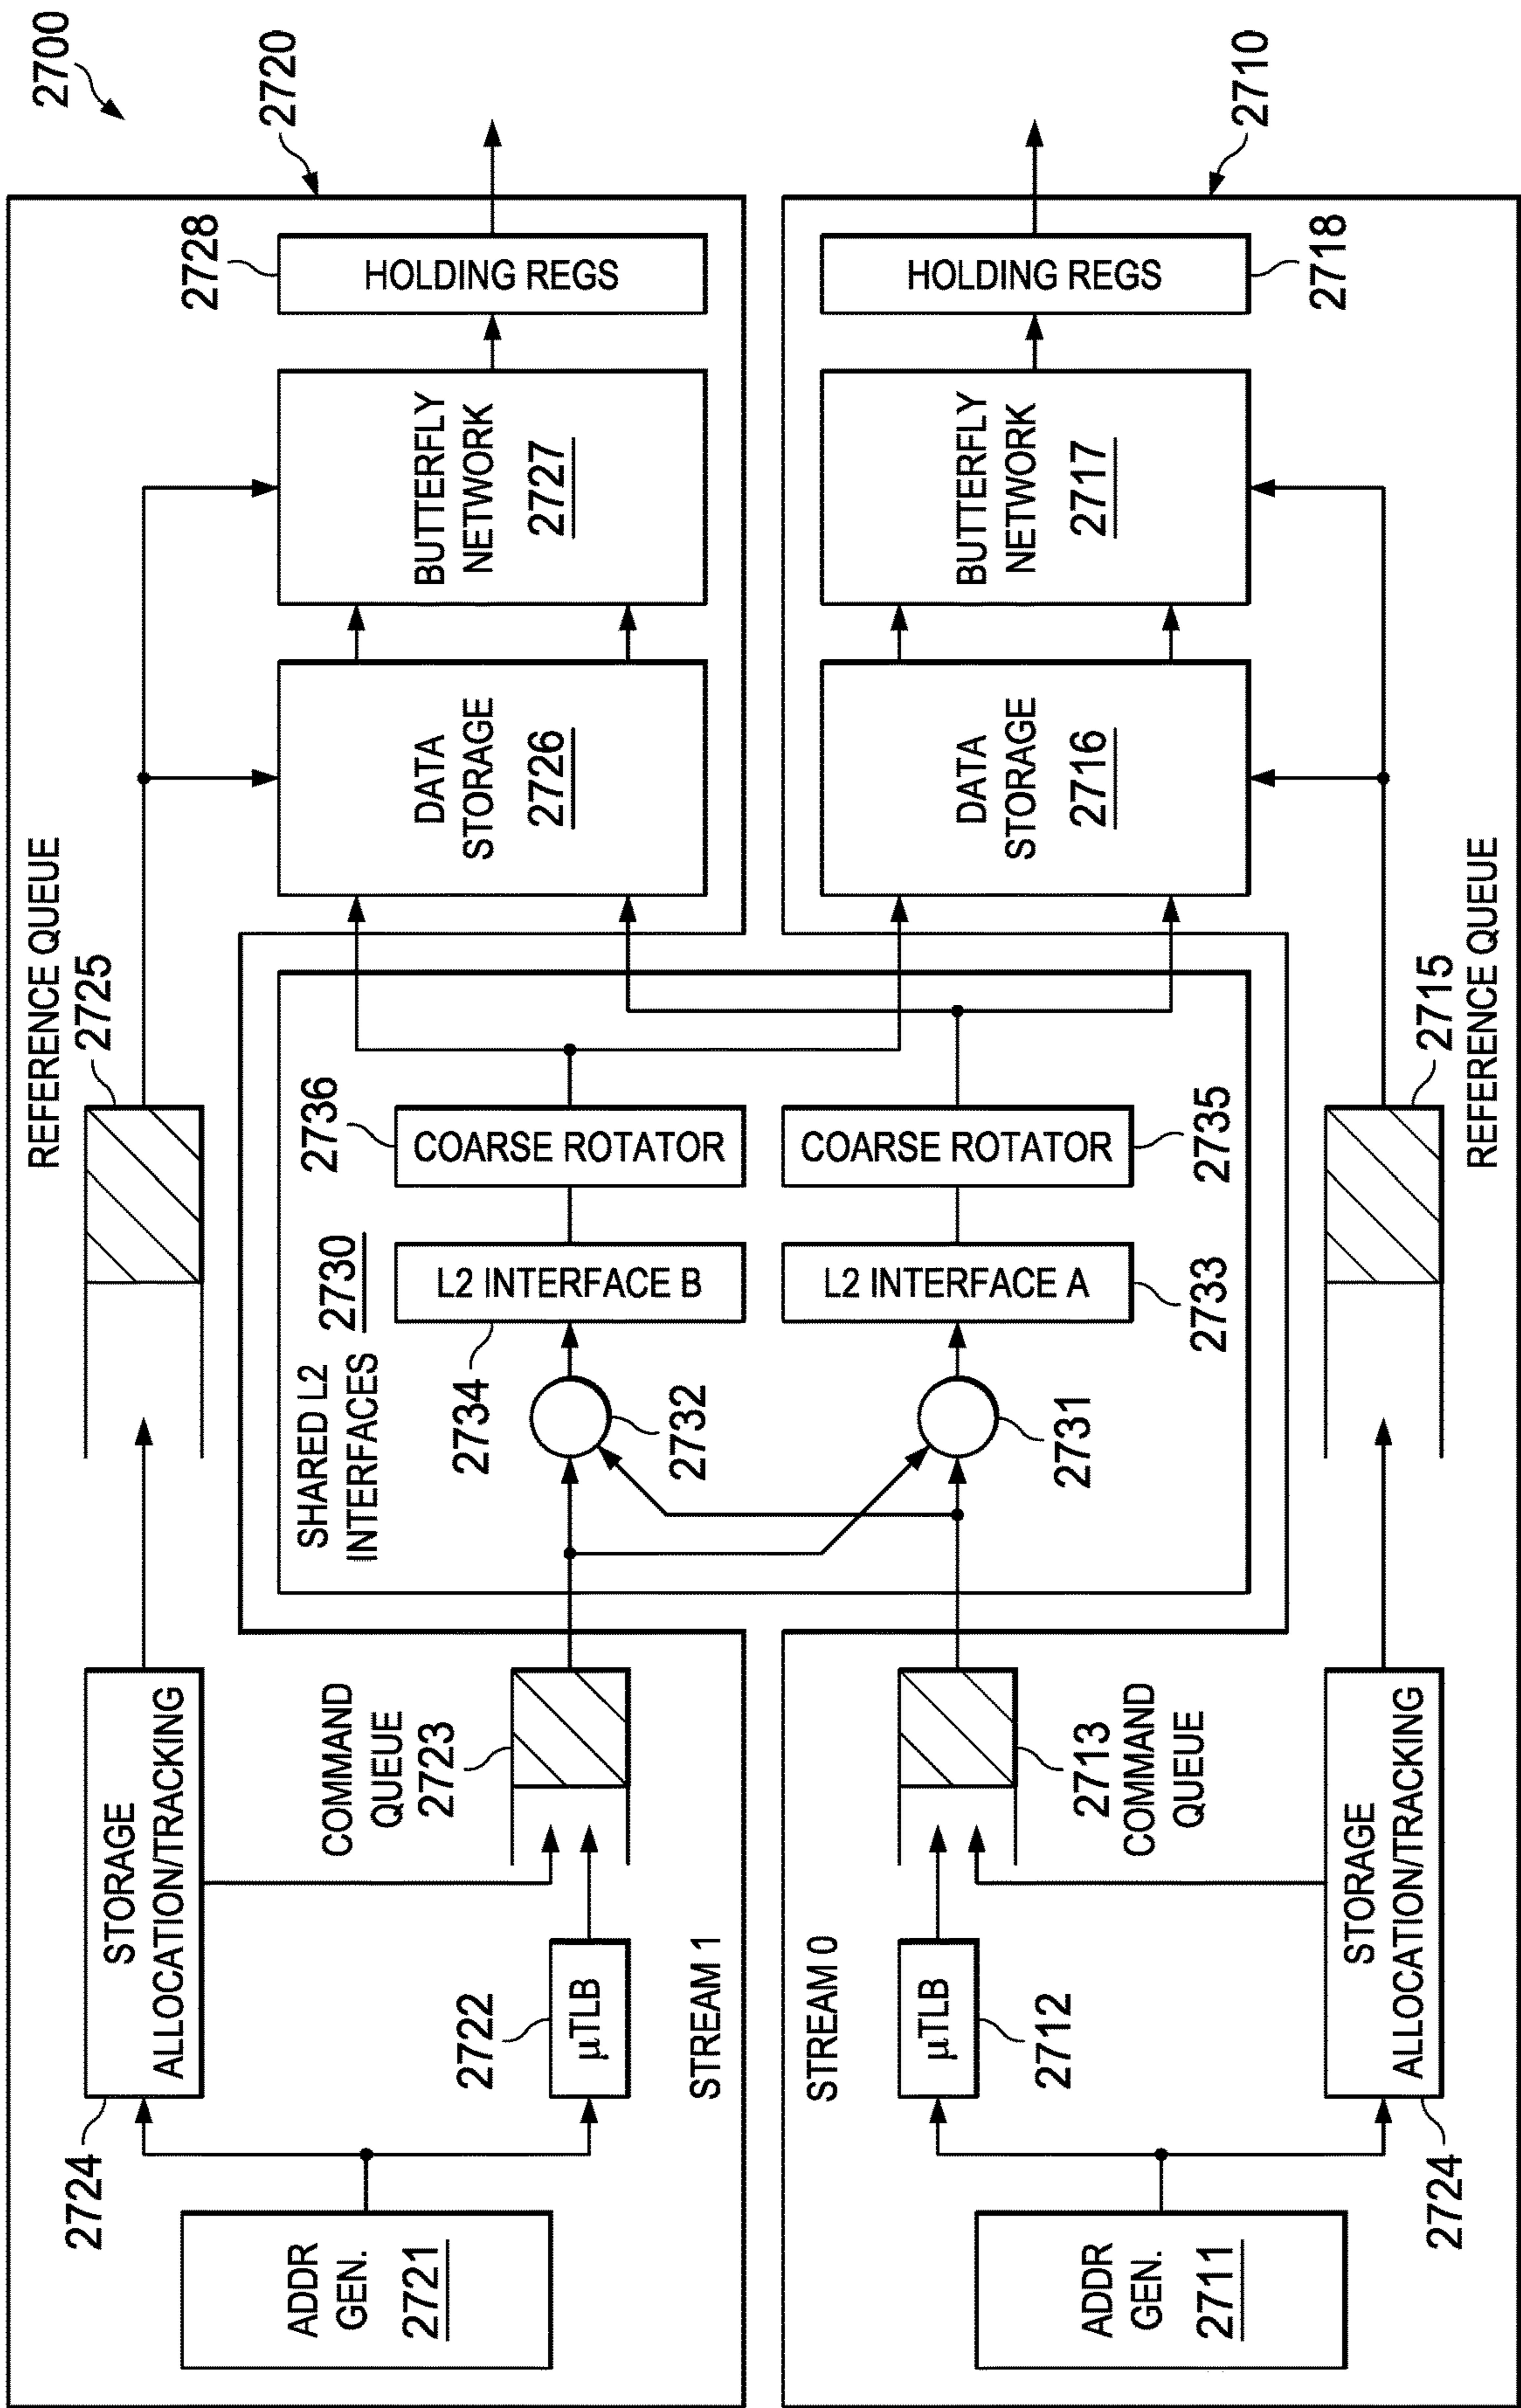 2700
2720
2710
REFERENCE QUEUE
2725
2724
STORAGE
ALLOCATION/TRACKING
ADDR
GEN.
2721
2722
µTLB
COMMAND
QUEUE
2723
STREAM 1
SHARED L2
INTERFACES
2730
2734
2732
L2 INTERFACE B
2736
COARSE ROTATOR
DATA
STORAGE
2726
BUTTERFLY
NETWORK
2727
2728
HOLDING REGS
STREAM 0
ADDR
GEN.
2711
µTLB
2712
2713
COMMAND
QUEUE
2731
L2 INTERFACE A
2733
COARSE ROTATOR
2735
DATA
STORAGE
2716
BUTTERFLY
NETWORK
2717
HOLDING REGS
2718
STORAGE
ALLOCATION/TRACKING
2724
2715
REFERENCE QUEUE